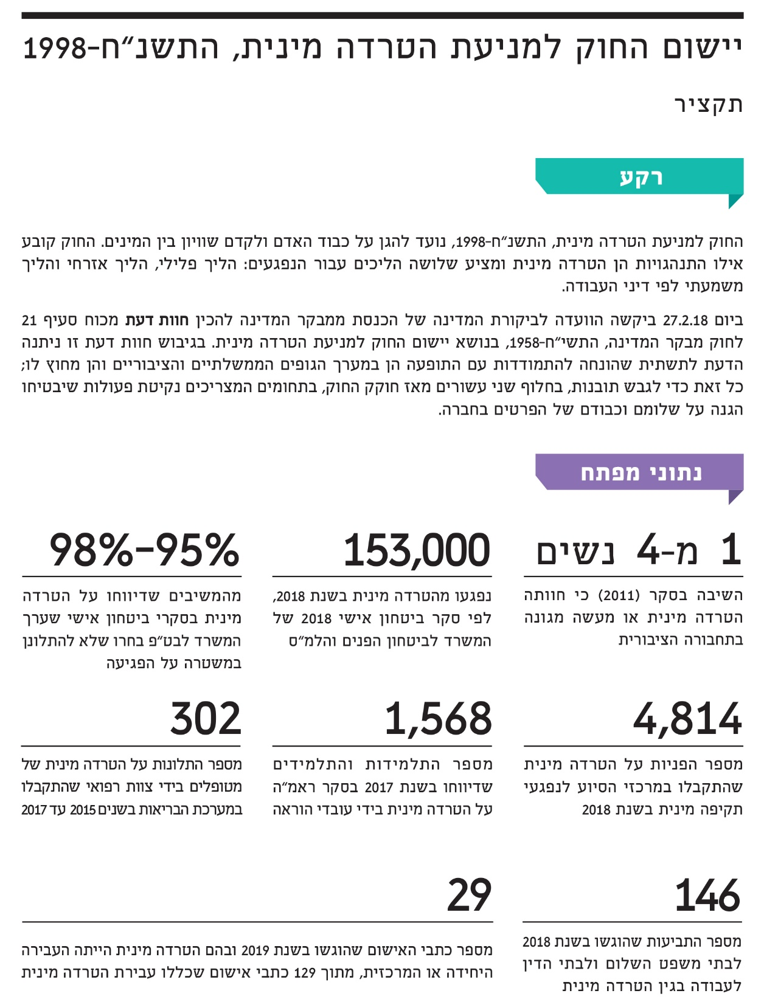 יישום החוק למניעת הטרדה מינית, התשנ"ח-1998
תקציר
רקע
החוק למניעת הטרדה מינית, התשנ"ח-1998, נועד להגן על כבוד האדם ולקדם שוויון בין המינים. החוק קובע
אילו התנהגויות הן הטרדה מינית ומציע שלושה הליכים עבור הנפגעים: הליך פלילי, הליך אזרחי והליך
משמעתי לפי דיני העבודה.
ביום 27.2.18 ביקשה הוועדה לביקורת המדינה של הכנסת ממבקר המדינה להכין חוות דעת מכוח סעיף 21
לחוק מבקר המדינה, התשי"ח-1958, בנושא יישום החוק למניעת הטרדה מינית. בגיבוש חוות דעת זו ניתנה
הדעת לתשתית שהונחה להתמודדות עם התופעה הן במערך הגופים הממשלתיים והציבוריים והן מחוץ לו;
כל זאת כדי לגבש תובנות, בחלוף שני עשורים מאז חוקק החוק, בתחומים המצריכים נקיטת פעולות שיבטיחו
הגנה על שלומם וכבודם של הפרטים בחברה.
נתוני מפתח
1 מ-4 נשים
השיבה בסקר (2011) כי חוותה
הטרדה מינית או מעשה מגונה
בתחבורה הציבורית
153,000
נפגעו מהטרדה מינית בשנת 2018,
לפי סקר ביטחון אישי 2018 של
המשרד לביטחון הפנים והלמ"ס
98%-95%
מהמשיבים שדיווחו על הטרדה
מינית בסקרי ביטחון אישי שערך
המשרד לבט"פ בחרו שלא להתלונן
במשטרה על הפגיעה
4,814
מספר הפניות על הטרדה מינית
שהתקבלו במרכזי הסיוע לנפגעי
תקיפה מינית בשנת 2018
1,568
מספר התלמידות והתלמידים
שדיווחו בשנת 2017 בסקר ראמ"ה
על הטרדה מינית בידי עובדי הוראה
302
מספר התלונות על הטרדה מינית של
מטופלים בידי צוות רפואי שהתקבלו
במערכת הבריאות בשנים 2015 עד 2017
146
מספר התביעות שהוגשו בשנת 2018
לבתי משפט השלום ולבתי הדין
לעבודה בגין הטרדה מינית
29
מספר כתבי האישום שהוגשו בשנת 2019 ובהם הטרדה מינית הייתה העבירה
היחידה או המרכזית, מתוך 129 כתבי אישום שכללו עבירת הטרדה מינית